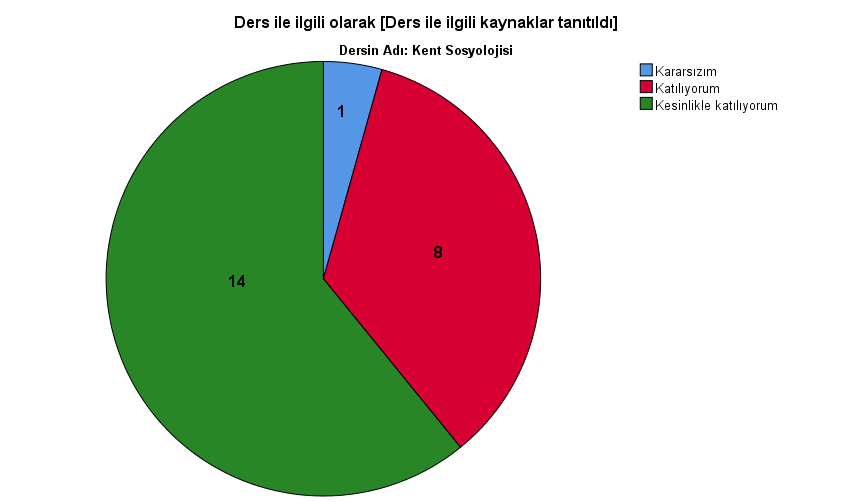 Ders ile ilgili olarak [Ders ile ilgili kaynaklar tanıtıldı]
Dersin Adı: Kent Sosyolojisi
Kararsızım
Katılıyorum
Kesinlikle katılıyorum
1
8
14